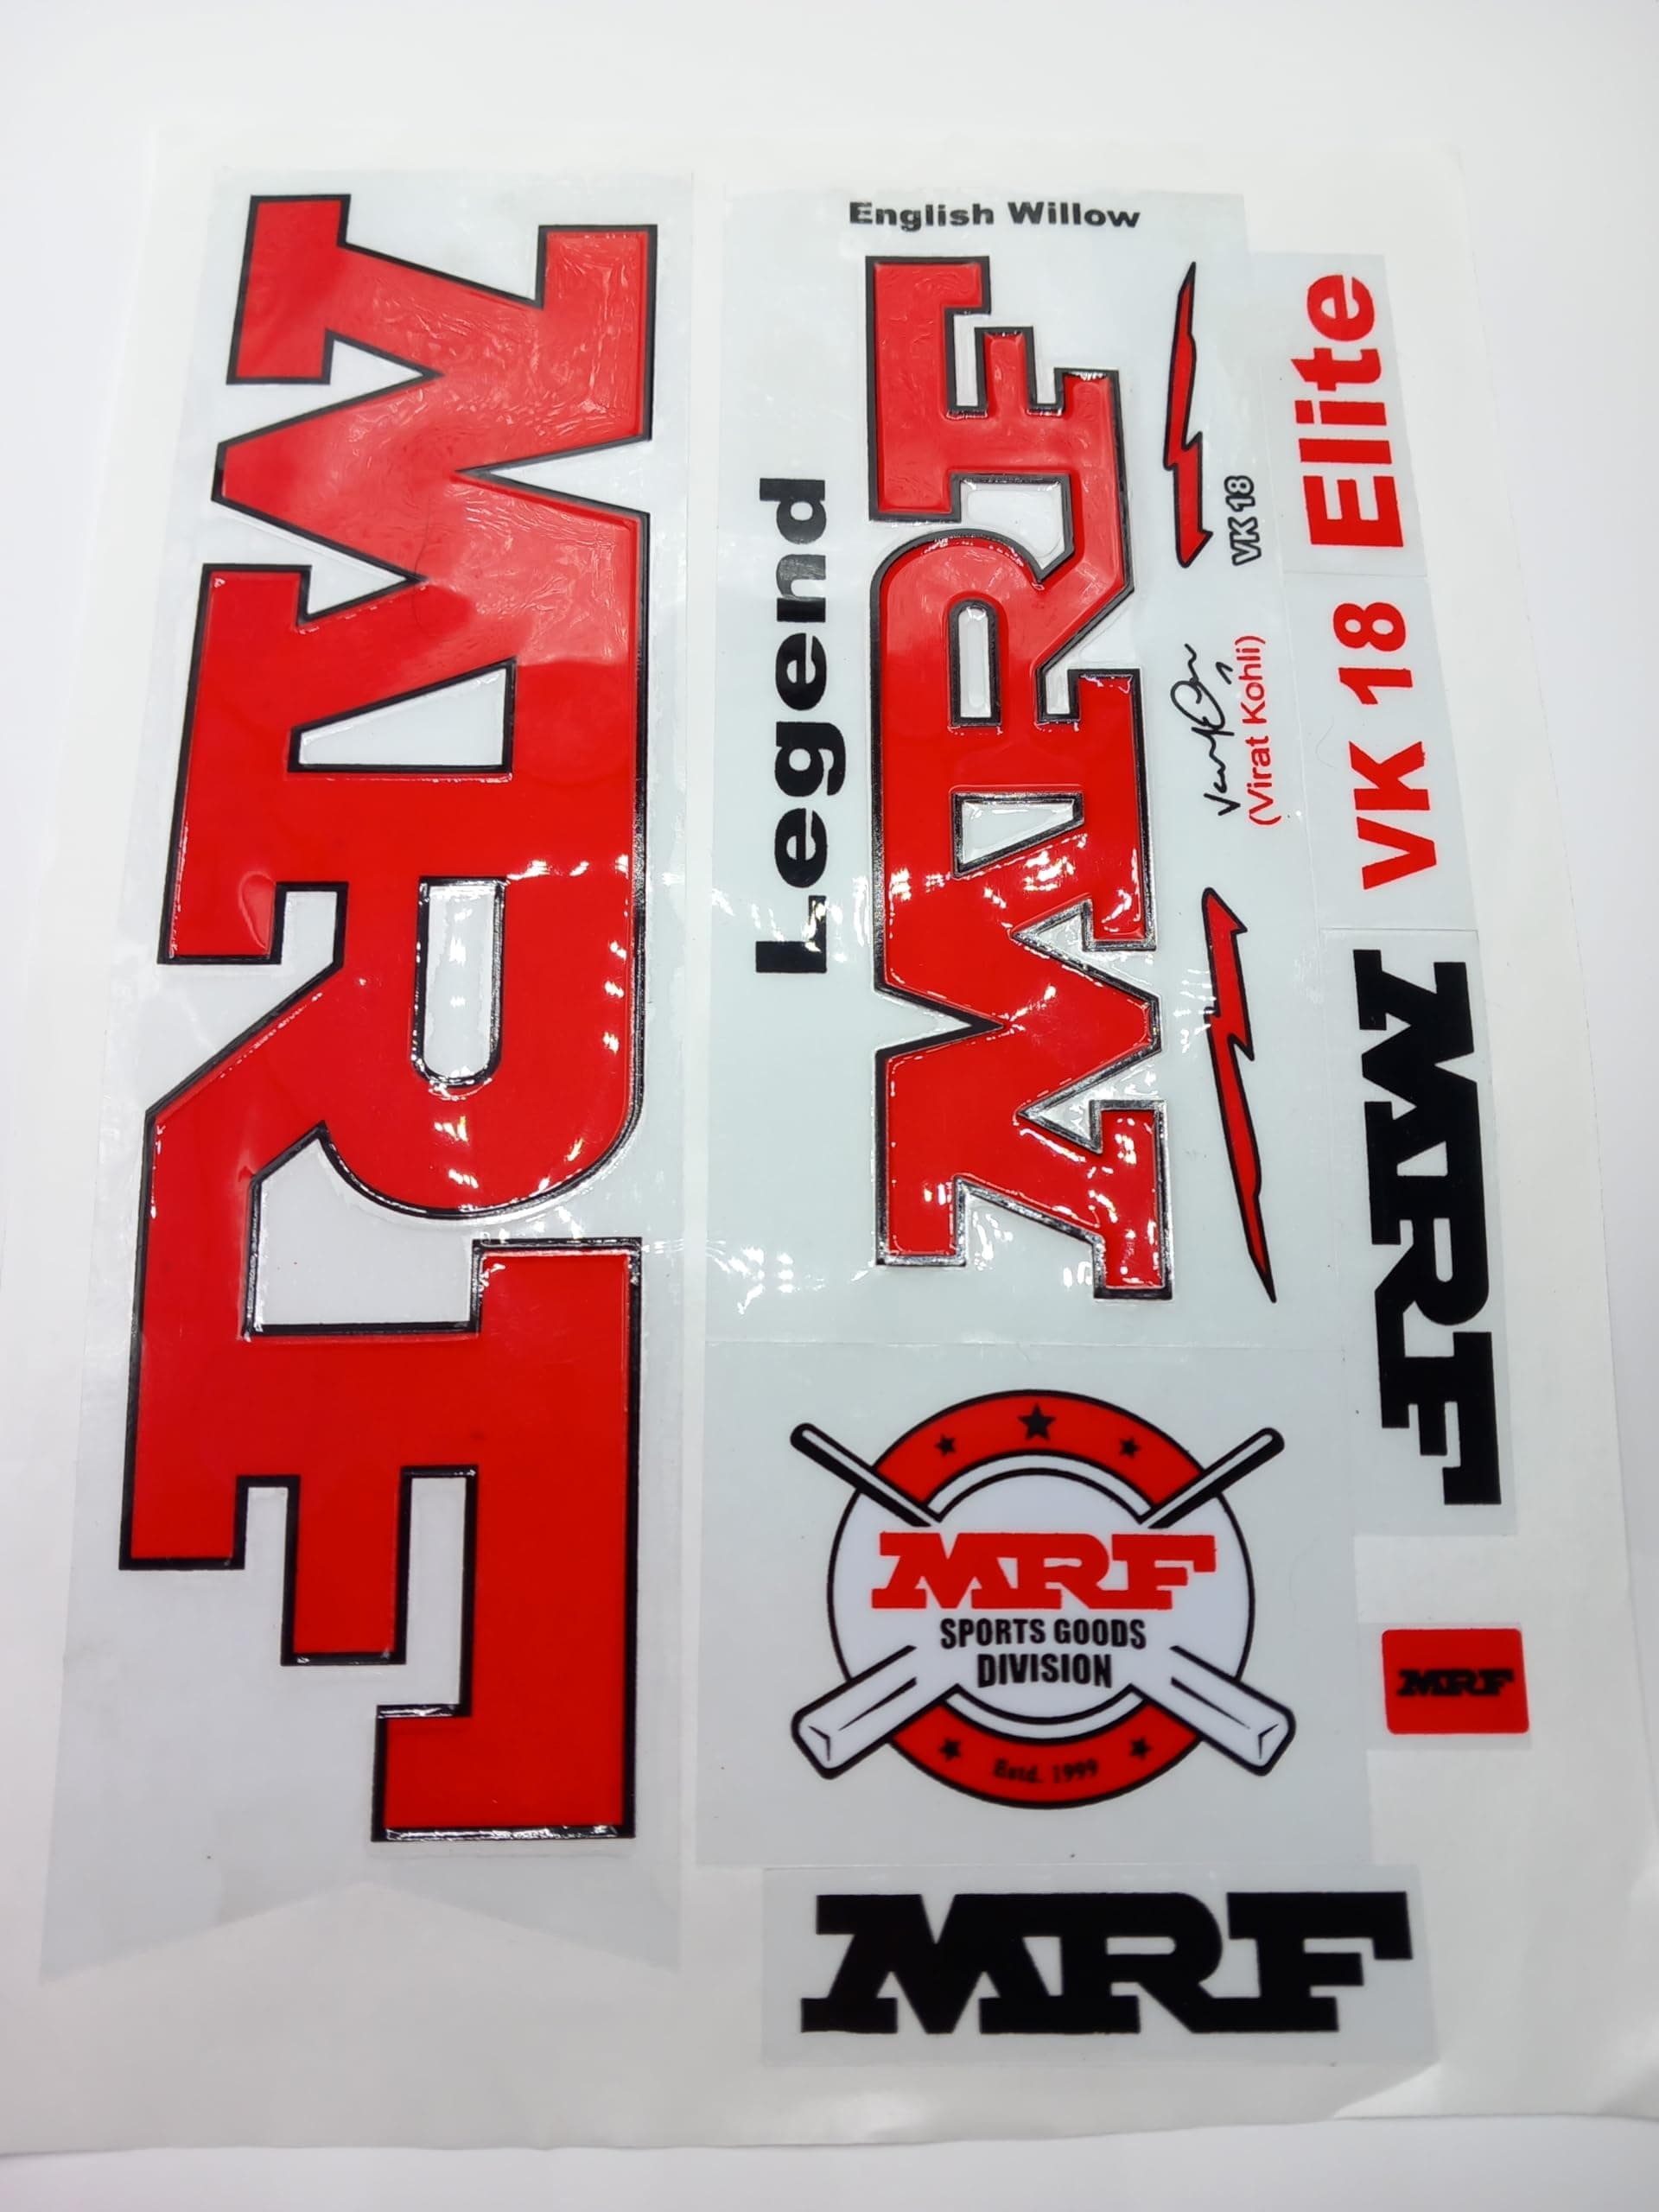 MRF
English Willow
MRF
Legend
VK 18
(Virat Kohli)
Elite
VK 18
MRF
MRF
SPORTS GOODS
DIVISION
Estd. 1999
MRF
MRF